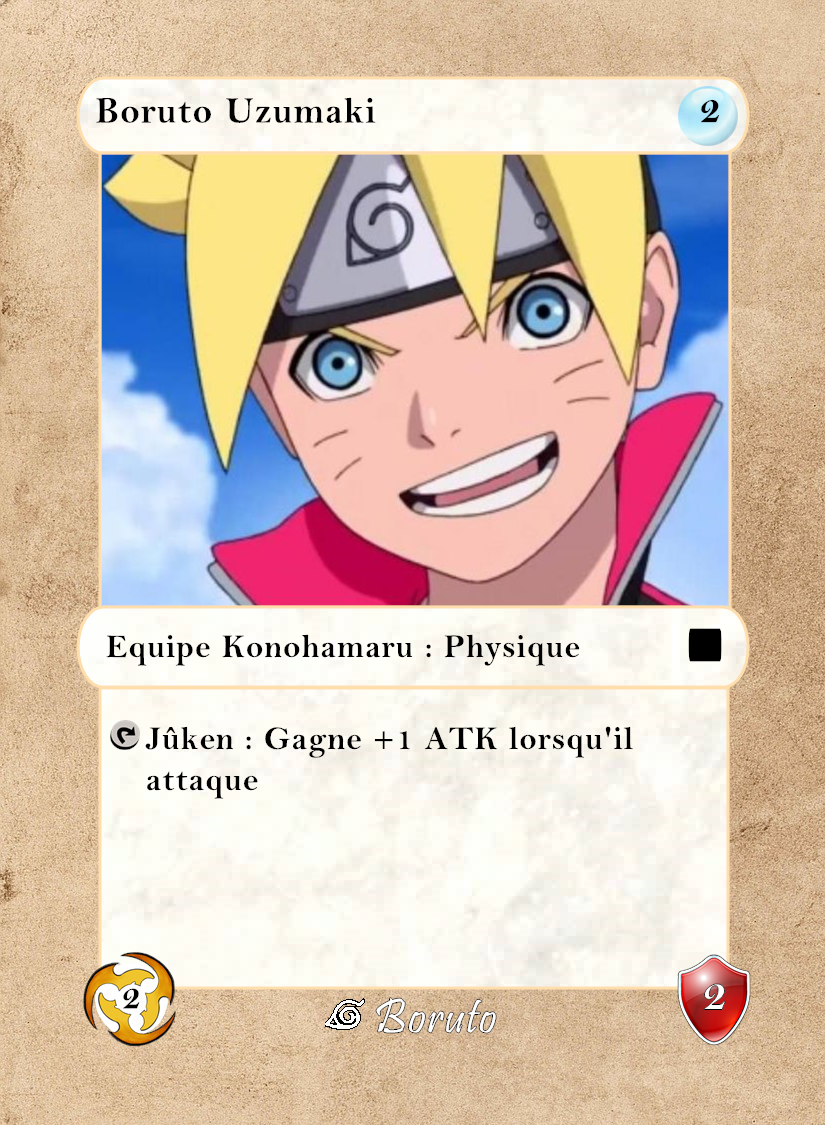 Boruto Uzumaki
2
Equipe Konohamaru : Physique
Jûken : Gagne +1 ATK lorsqu'il
attaque
2
Boruto
2